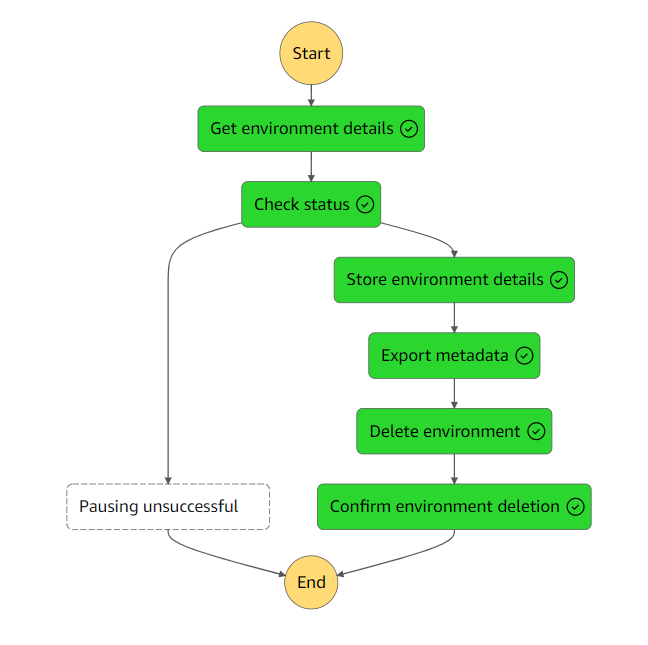 Start
Get environment details
Check status
Store environment details
Export metadata
Delete environment
Pausing unsuccessful
Confirm environment deletion
End